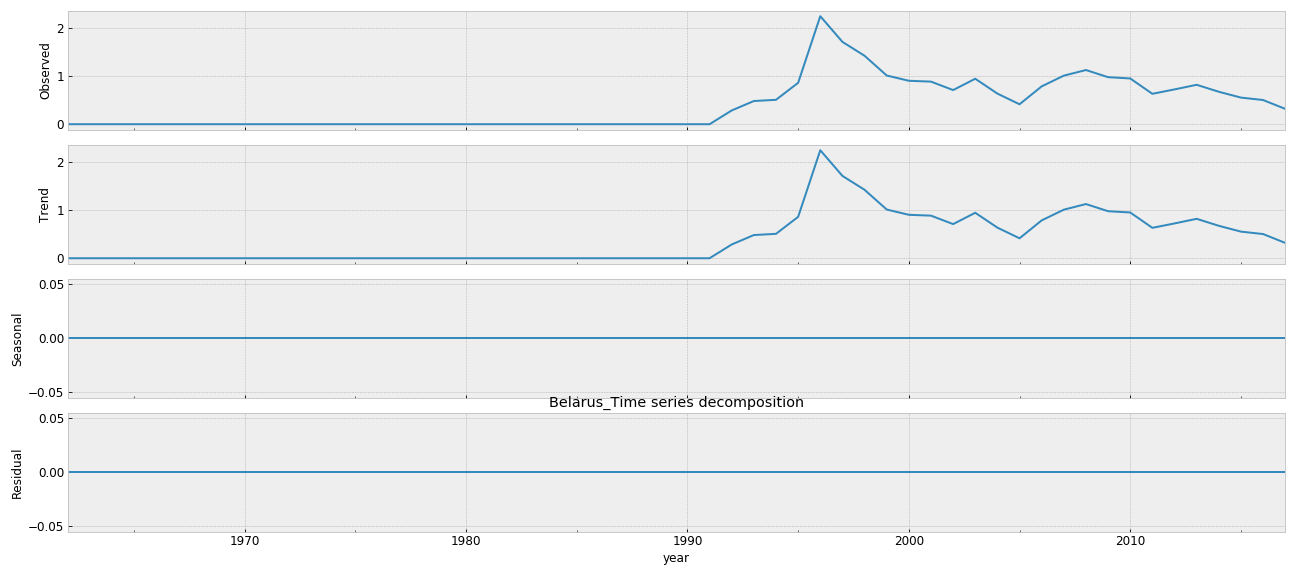 2
1
0
Observed
2
1
0
Trend
0.05
0.00
−0.05
Seasonal
Belarus_Time series decomposition
0.05
0.00
−0.05
Residual
1970 1980 1990 2000 2010
year